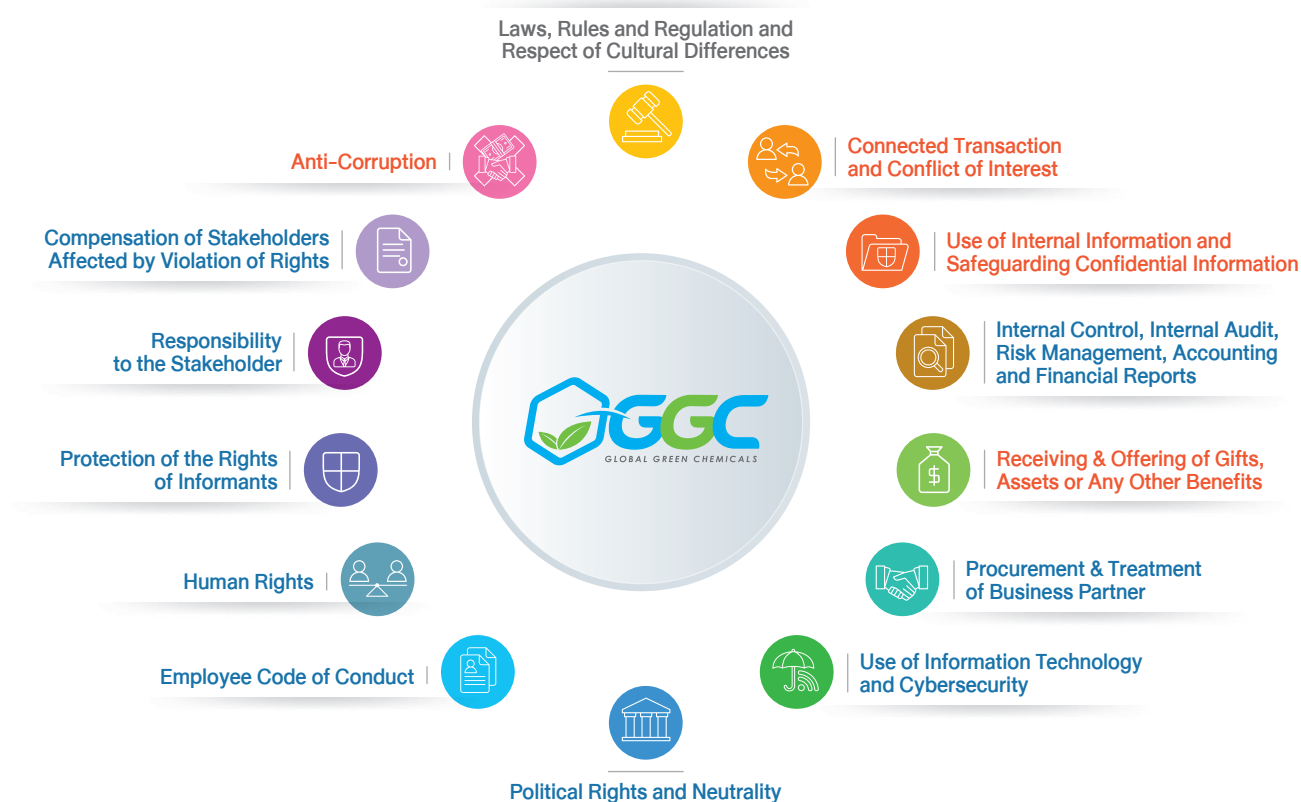 Laws, Rules and Regulation and
Respect of Cultural Differences
Connected Transaction
and Conflict of Interest
Use of Internal Information and
Safeguarding Confidential Information
Internal Control, Internal Audit,
Risk Management, Accounting
and Financial Reports
Receiving & Offering of Gifts,
Assets or Any Other Benefits
Procurement & Treatment
of Business Partner
Use of Information Technology
and Cybersecurity
Political Rights and Neutrality
Employee Code of Conduct
Human Rights
Protection of the Rights
of Informants
Responsibility
to the Stakeholder
Compensation of Stakeholders
Affected by Violation of Rights
Anti-Corruption
GGC
GLOBAL GREEN CHEMICALS
$